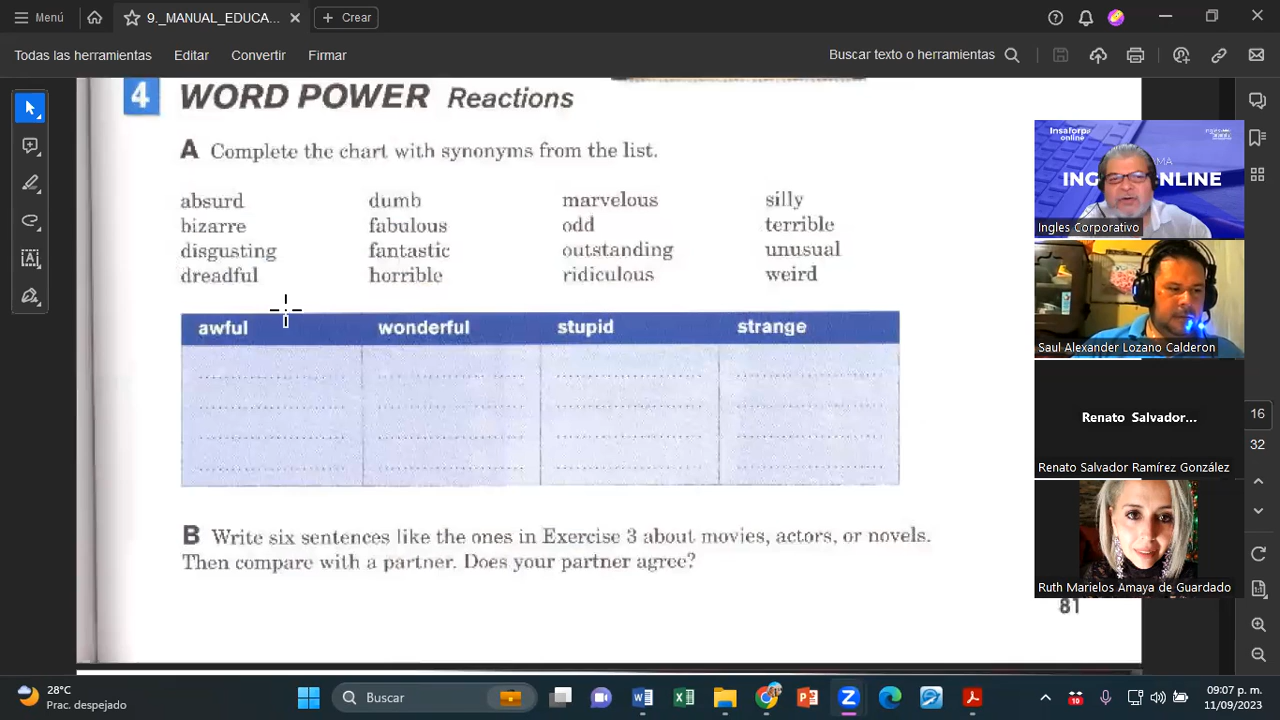 Menú
9._MANUAL_EDUCA...
Crear
Todas las herramientas
Editar
Convertir
Firmar
Buscar texto o herramientas
4 WORD POWER Reactions
A Complete the chart with synonyms from the list.
absurd dumb marvelous silly
bizarre fabulous odd terrible
disgusting fantastic outstanding unusual
dreadful horrible ridiculous weird
awful wonderful stupid strange
B Write six sentences like the ones in Exercise 3 about movies, actors, or novels.
Then compare with a partner. Does your partner agree?
81
Insaforp
online
Ingles Corporativo
Saul Alexander Lozano Calderon
Renato Salvador...
Renato Salvador Ramírez González
Ruth Marielos Amaya de Guardado
16
32
28°C
Proc. despejado
Buscar
10
09:07 p. m.
11/09/2023